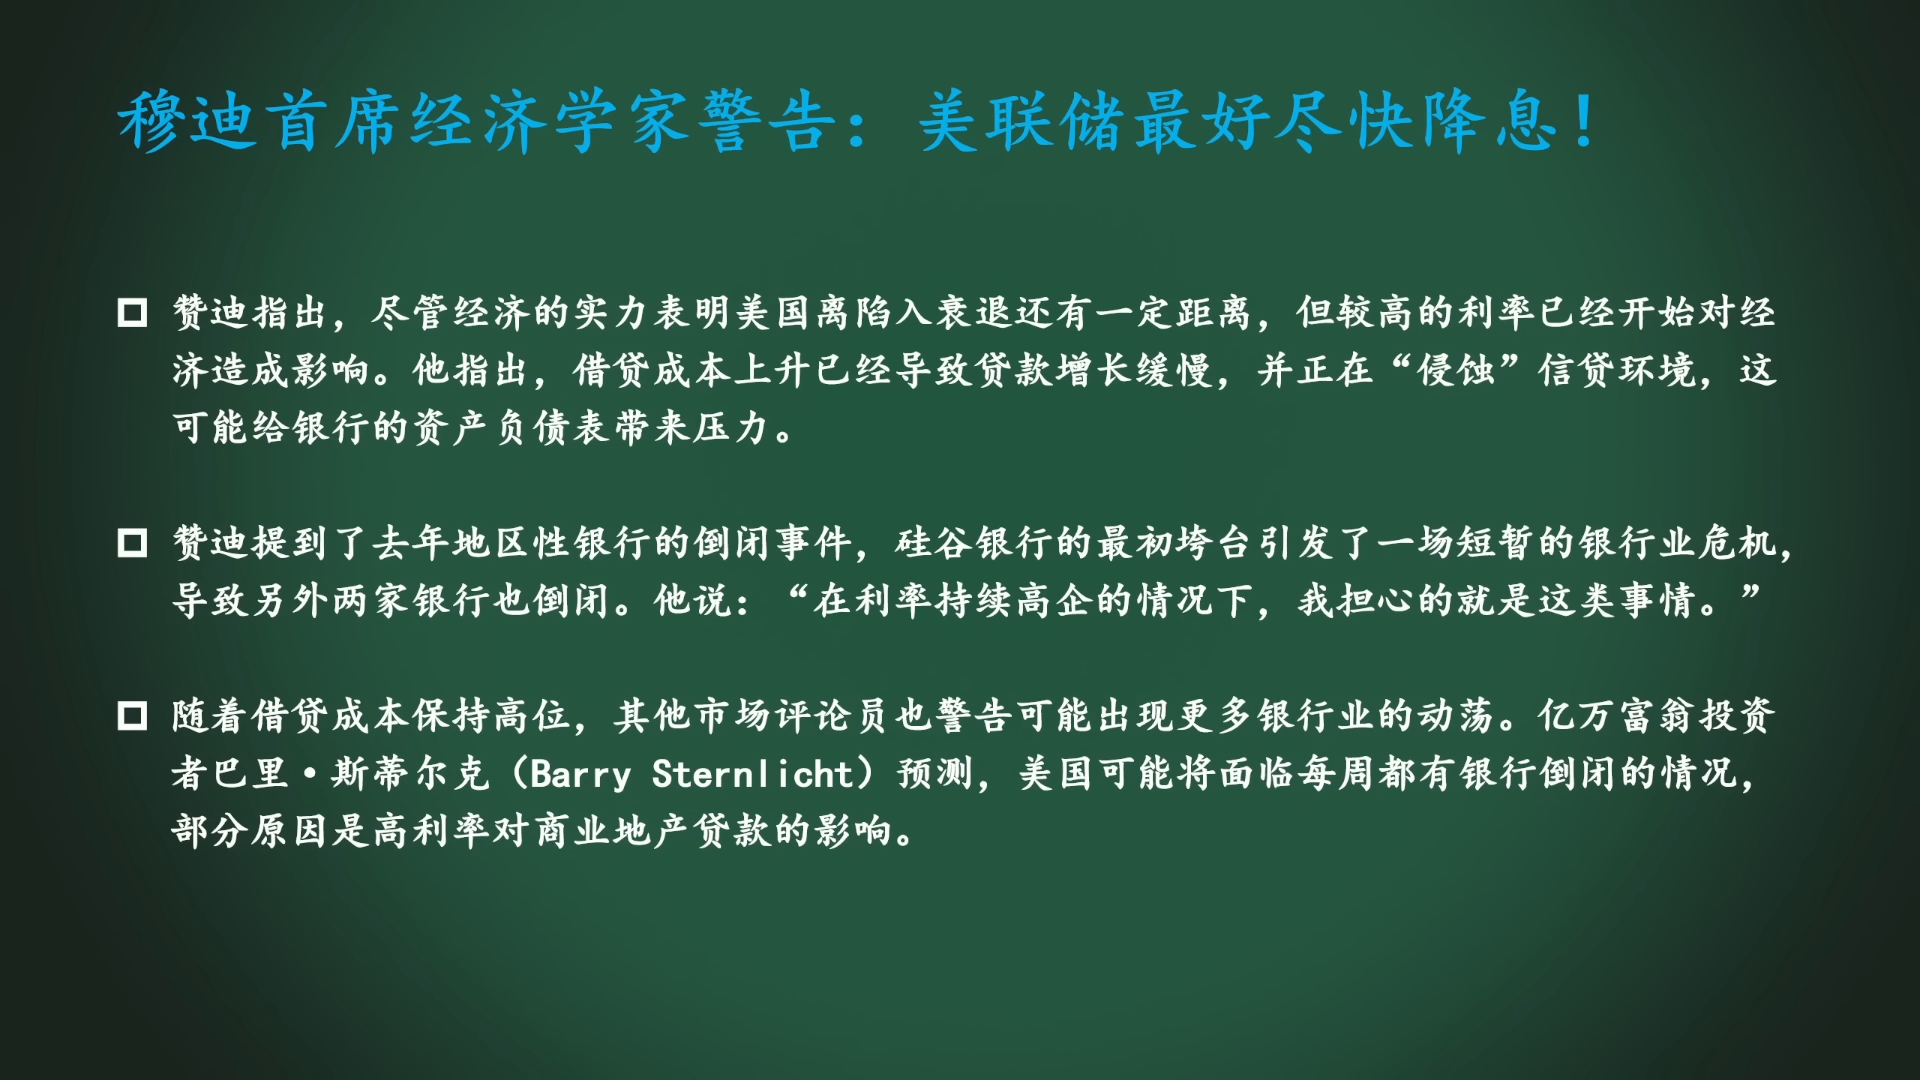 穆迪首席经济学家警告：美联储最好尽快降息！
赞迪指出，尽管经济的实力表明美国离陷入衰退还有一定距离，但较高的利率已经开始对经
济造成影响。他指出，借贷成本上升已经导致贷款增长缓慢，并正在“侵蚀”信贷环境，这
可能给银行的资产负债表带来压力。
赞迪提到了去年地区性银行的倒闭事件，硅谷银行的最初垮台引发了一场短暂的银行业危机，
导致另外两家银行也倒闭。他说：“在利率持续高企的情况下，我担心的就是这类事情。”
随着借贷成本保持高位，其他市场评论员也警告可能出现更多银行业的动荡。亿万富翁投资
者巴里·斯蒂尔克（Barry Sternlicht）预测，美国可能将面临每周都有银行倒闭的情况，
部分原因是高利率对商业地产贷款的影响。